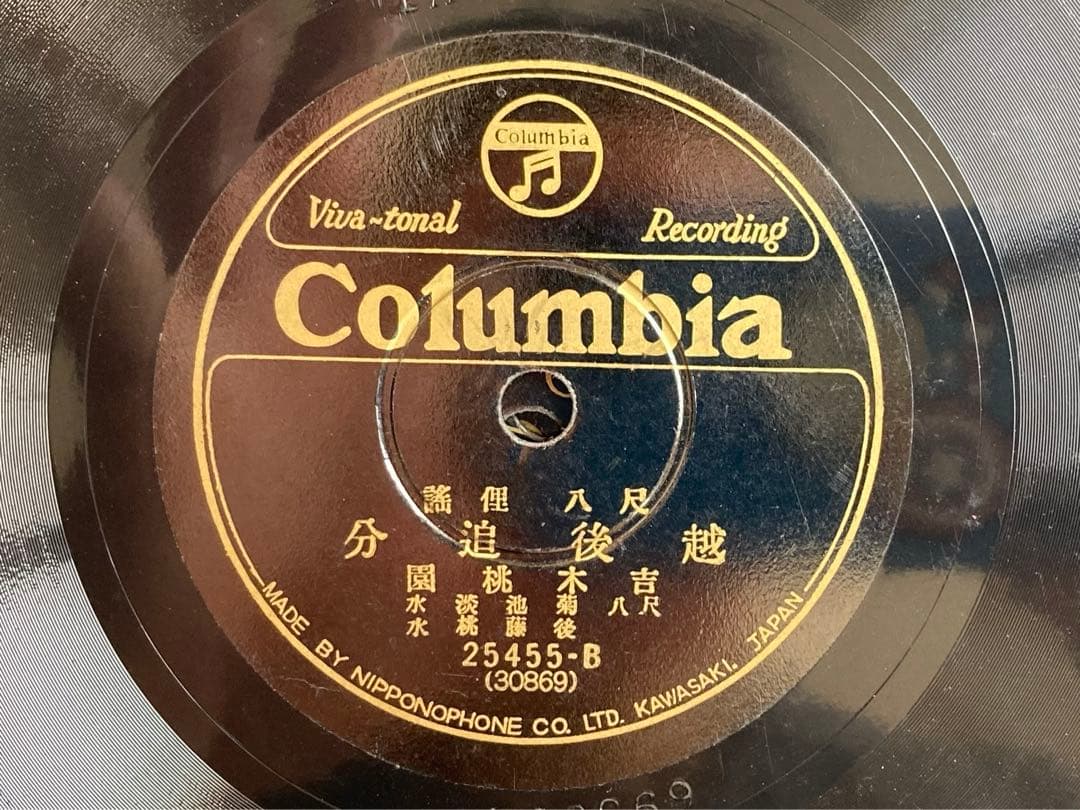 Columbia
Viva-tonal Recording
Columbia
尺八 俚謠
越後追分
吉木桃園
尺八 菊池淡水
後藤桃水
25455-B
(30869)
MADE BY NIPPONOPHONE CO. LTD. KAWASAKI. JAPAN